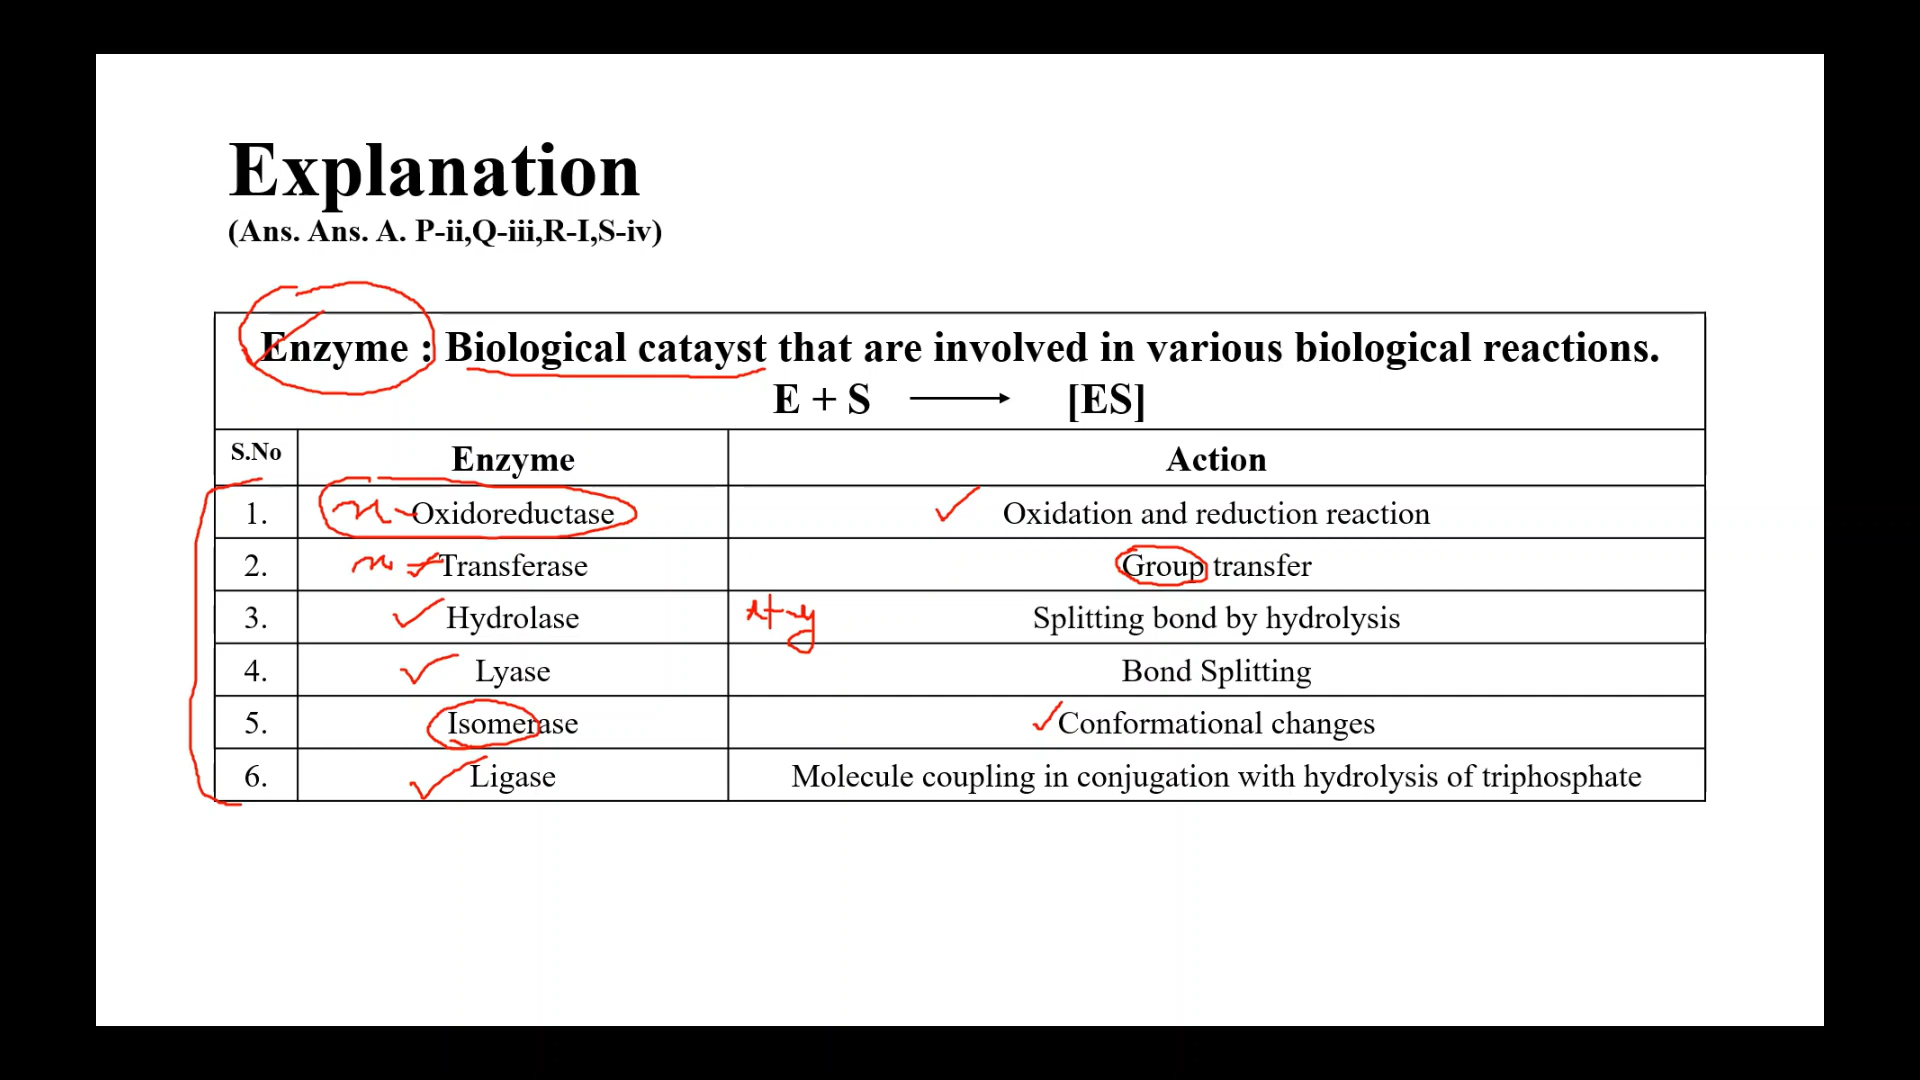 Explanation
(Ans. Ans. A. P-ii,Q-iii,R-I,S-iv)
Enzyme : Biological catayst that are involved in various biological reactions.
E + S ⟶ [ES]
S.No Enzyme Action
1. Oxidoreductase Oxidation and reduction reaction
2. Transferase Group transfer
3. Hydrolase Splitting bond by hydrolysis
4. Lyase Bond Splitting
5. Isomerase Conformational changes
6. Ligase Molecule coupling in conjugation with hydrolysis of triphosphate